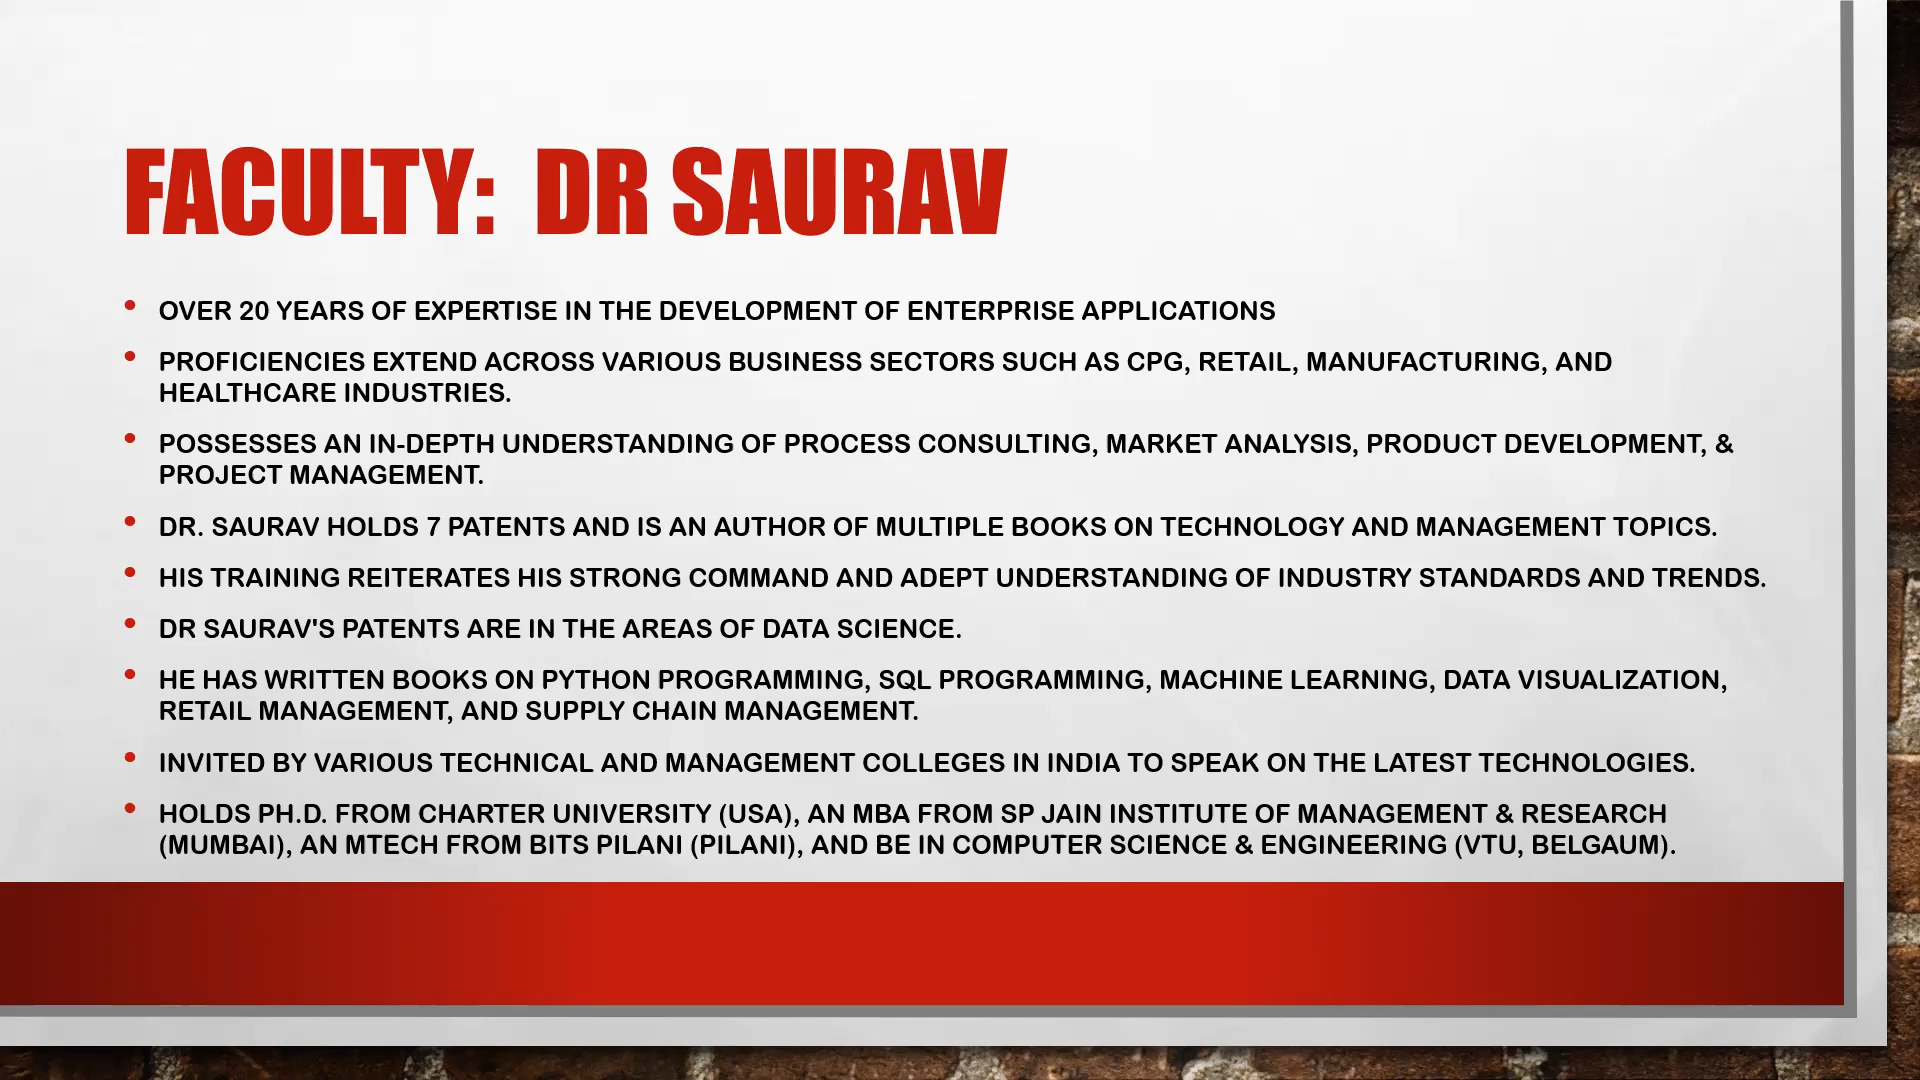 FACULTY: DR SAURAV
• OVER 20 YEARS OF EXPERTISE IN THE DEVELOPMENT OF ENTERPRISE APPLICATIONS
• PROFICIENCIES EXTEND ACROSS VARIOUS BUSINESS SECTORS SUCH AS CPG, RETAIL, MANUFACTURING, AND
HEALTHCARE INDUSTRIES.
• POSSESSES AN IN-DEPTH UNDERSTANDING OF PROCESS CONSULTING, MARKET ANALYSIS, PRODUCT DEVELOPMENT, &
PROJECT MANAGEMENT.
• DR. SAURAV HOLDS 7 PATENTS AND IS AN AUTHOR OF MULTIPLE BOOKS ON TECHNOLOGY AND MANAGEMENT TOPICS.
• HIS TRAINING REITERATES HIS STRONG COMMAND AND ADEPT UNDERSTANDING OF INDUSTRY STANDARDS AND TRENDS.
• DR SAURAV'S PATENTS ARE IN THE AREAS OF DATA SCIENCE.
• HE HAS WRITTEN BOOKS ON PYTHON PROGRAMMING, SQL PROGRAMMING, MACHINE LEARNING, DATA VISUALIZATION,
RETAIL MANAGEMENT, AND SUPPLY CHAIN MANAGEMENT.
• INVITED BY VARIOUS TECHNICAL AND MANAGEMENT COLLEGES IN INDIA TO SPEAK ON THE LATEST TECHNOLOGIES.
• HOLDS PH.D. FROM CHARTER UNIVERSITY (USA), AN MBA FROM SP JAIN INSTITUTE OF MANAGEMENT & RESEARCH
(MUMBAI), AN MTECH FROM BITS PILANI (PILANI), AND BE IN COMPUTER SCIENCE & ENGINEERING (VTU, BELGAUM).